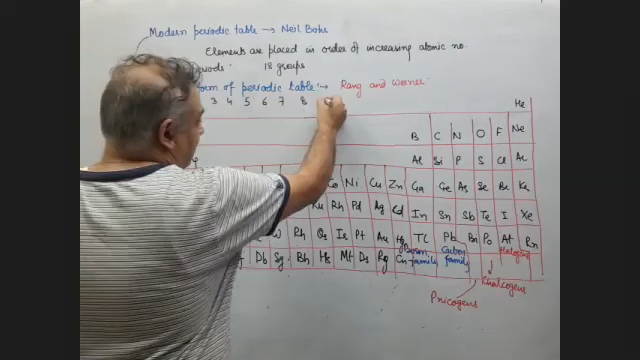 Modern periodic table → Neil Bohr
Elements are placed in order of increasing atomic no.
18 groups
form of periodic table :→ Rang and werner
3 4 5 6 7 8
He
B C N O F Ne
Al Si P S Cl Ar
Co Ni Cu Zn Ga Ge As Se Br Kr
Ru Rh Pd Ag Cd In Sn Sb Te I Xe
W Rh Os Ir Pt Au Hg TL Pb Bi Po At Rn
Db Sg Bh Hs Mt Ds Rg Cn Boron family Carbon family Halogens
Pnicogens Khalcogens